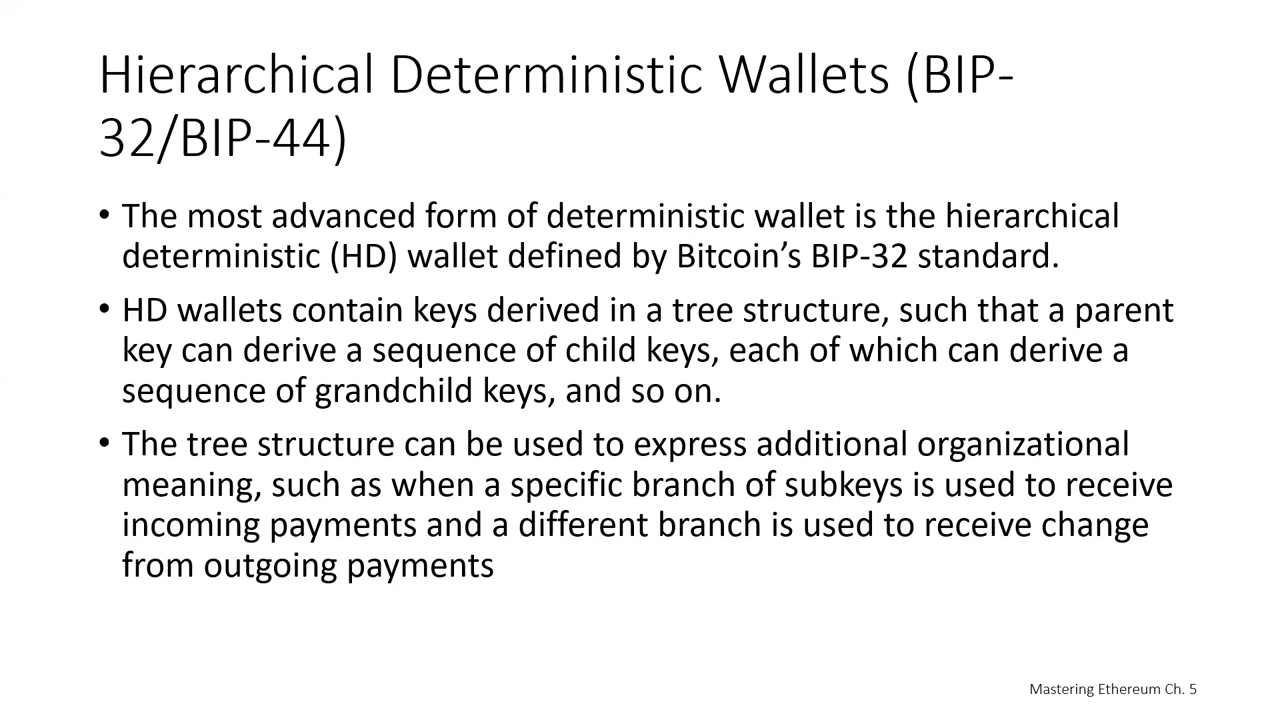 Hierarchical Deterministic Wallets (BIP-
32/BIP-44)
• The most advanced form of deterministic wallet is the hierarchical
deterministic (HD) wallet defined by Bitcoin’s BIP-32 standard.
• HD wallets contain keys derived in a tree structure, such that a parent
key can derive a sequence of child keys, each of which can derive a
sequence of grandchild keys, and so on.
• The tree structure can be used to express additional organizational
meaning, such as when a specific branch of subkeys is used to receive
incoming payments and a different branch is used to receive change
from outgoing payments
Mastering Ethereum Ch. 5